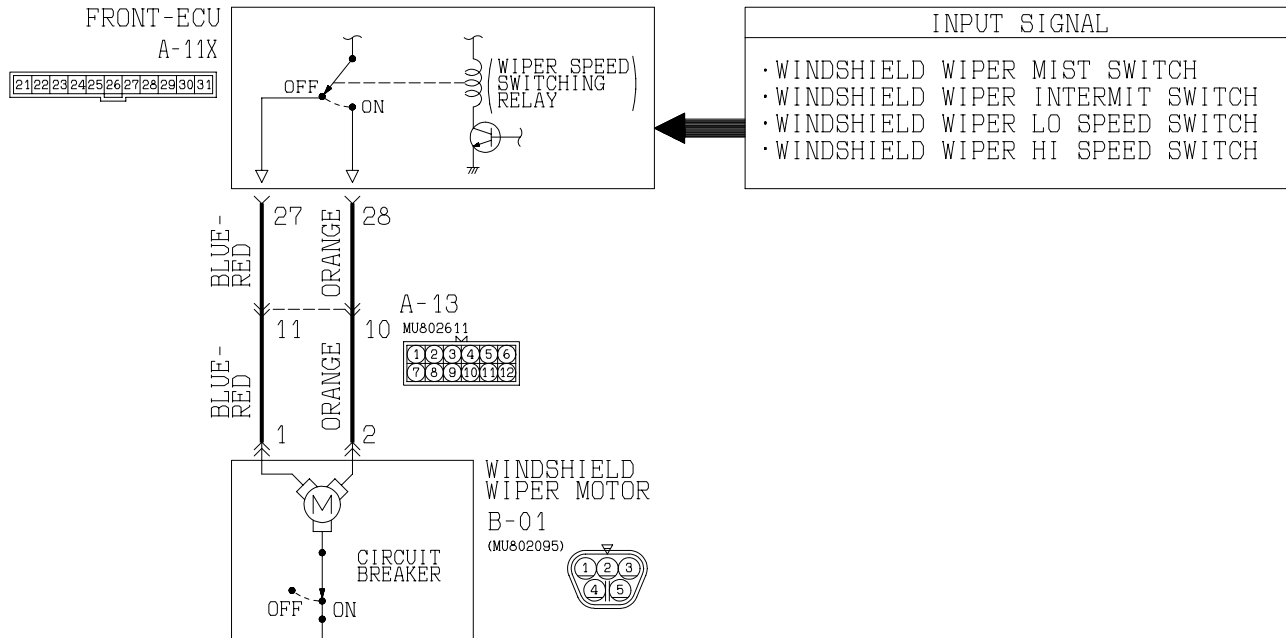 FRONT-ECU
A-11X
21 22 23 24 25 26 27 28 29 30 31
OFF
ON
(WIPER SPEED
SWITCHING
RELAY)
INPUT SIGNAL
·WINDSHIELD WIPER MIST SWITCH
·WINDSHIELD WIPER INTERMIT SWITCH
·WINDSHIELD WIPER LO SPEED SWITCH
·WINDSHIELD WIPER HI SPEED SWITCH
27
28
BLUE-
RED
ORANGE
11
10
A-13
MU802611
1 2 3 4 5 6
7 8 9 10 11 12
BLUE-
RED
ORANGE
1
2
WINDSHIELD
WIPER MOTOR
B-01
(MU802095)
1 2 3
4 5
M
CIRCUIT
BREAKER
OFF
ON